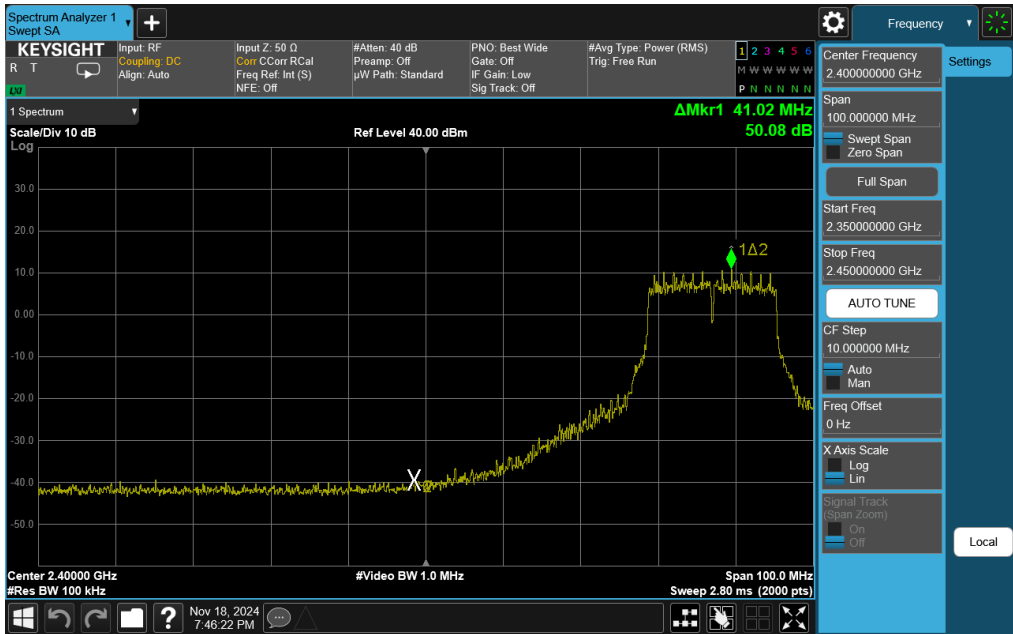 Spectrum Analyzer 1
Swept SA
Frequency
KEYSIGHT
R T
LXI
Input: RF
Coupling: DC
Align: Auto
Input Z: 50 Ω
Corr CCorr RCal
Freq Ref: Int (S)
NFE: Off
#Atten: 40 dB
Preamp: Off
µW Path: Standard
PNO: Best Wide
Gate: Off
IF Gain: Low
Sig Track: Off
#Avg Type: Power (RMS)
Trig: Free Run
1 2 3 4 5 6
M W W W W W
P N N N N N
1 Spectrum
ΔMkr1 41.02 MHz
50.08 dB
Scale/Div 10 dB
Ref Level 40.00 dBm
Log
30.0
20.0
10.0
0.00
-10.0
-20.0
-30.0
-40.0
-50.0
1Δ2
X
2
Center 2.40000 GHz
#Video BW 1.0 MHz
Span 100.0 MHz
#Res BW 100 kHz
Sweep 2.80 ms (2000 pts)
Center Frequency
2.400000000 GHz
Span
100.000000 MHz
Swept Span
Zero Span
Full Span
Start Freq
2.350000000 GHz
Stop Freq
2.450000000 GHz
AUTO TUNE
CF Step
10.000000 MHz
Auto
Man
Freq Offset
0 Hz
X Axis Scale
Log
Lin
Signal Track
(Span Zoom)
On
Off
Settings
Local
?
Nov 18, 2024
7:46:22 PM